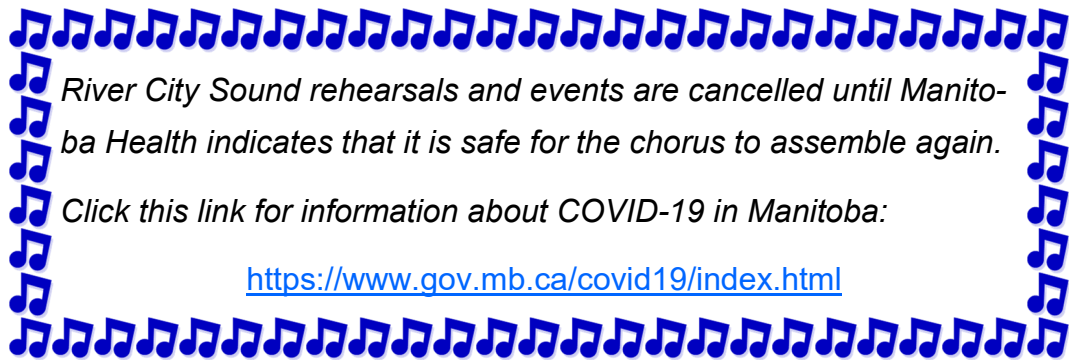 River City Sound rehearsals and events are cancelled until Manito-
ba Health indicates that it is safe for the chorus to assemble again.
Click this link for information about COVID-19 in Manitoba:
https://www.gov.mb.ca/covid19/index.html